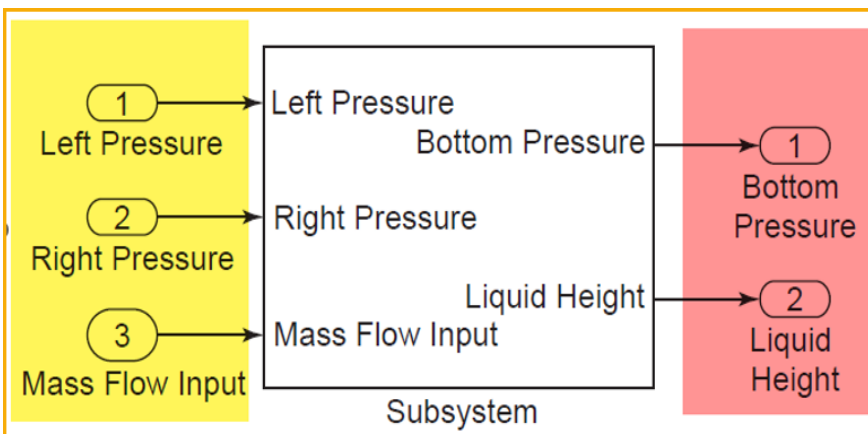 1
Left Pressure
2
Right Pressure
3
Mass Flow Input
Left Pressure
Right Pressure
Mass Flow Input
Bottom Pressure
Liquid Height
Subsystem
1
Bottom
Pressure
2
Liquid
Height